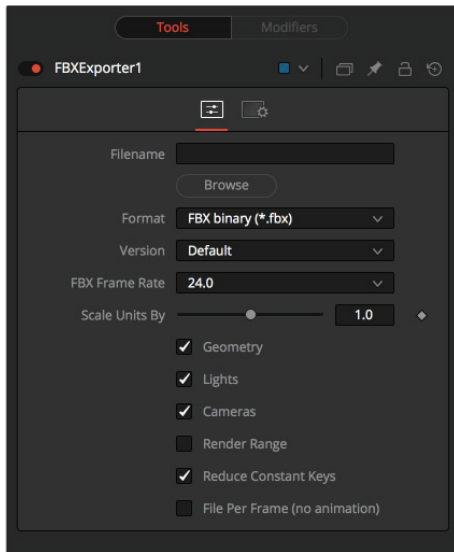 Tools Modifiers
FBXExporter1
Filename
Browse
Format FBX binary (*.fbx)
Version Default
FBX Frame Rate 24.0
Scale Units By 1.0
Geometry
Lights
Cameras
Render Range
Reduce Constant Keys
File Per Frame (no animation)